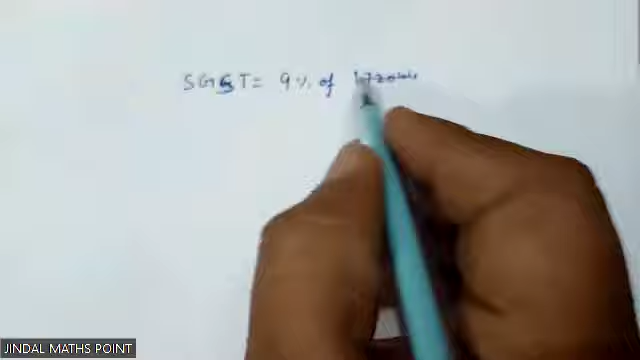 SGST = 9% of
JINDAL MATHS POINT